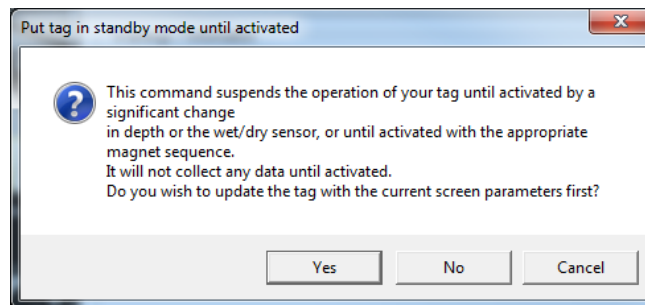 Put tag in standby mode until activated
This command suspends the operation of your tag until activated by a
significant change
in depth or the wet/dry sensor, or until activated with the appropriate
magnet sequence.
It will not collect any data until activated.
Do you wish to update the tag with the current screen parameters first?
Yes No Cancel